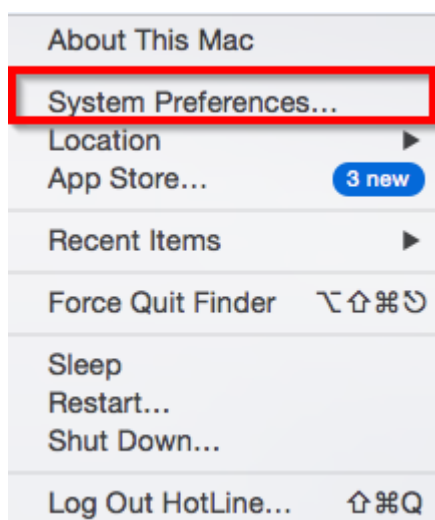 About This Mac
System Preferences...
Location ▶
App Store... 3 new
Recent Items ▶
Force Quit Finder ⌥⇧⌘⎋
Sleep
Restart...
Shut Down...
Log Out HotLine... ⇧⌘Q